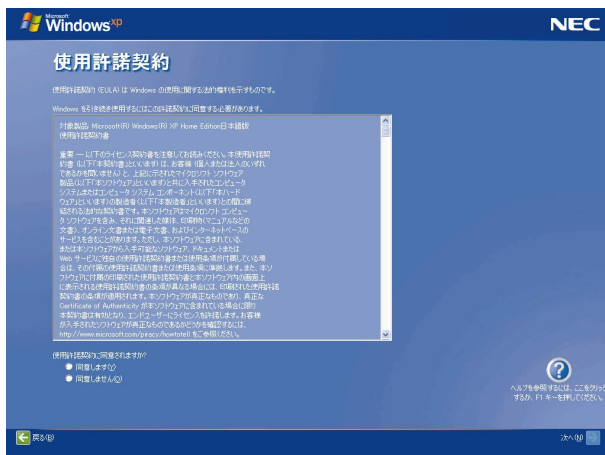 Microsoft
Windows xp
NEC
使用許諾契約
使用許諾契約 (EULA) は Windows の使用に関する法的権利を示すものです。
Windows を引き続き使用するにはこの許諾契約に同意する必要があります。
対象製品: Microsoft(R) Windows(R) XP Home Edition日本語版
使用許諾契約書
重要 ― 以下のライセンス契約書を注意してお読みください。本使用許諾契
約書 (以下「本契約書」といいます) は、お客様 (個人または法人のいずれ
であるかを問いません) と、上記に示されたマイクロソフト ソフトウェア
製品(以下「本ソフトウェア」といいます)と共に入手されたコンピュータ
システムまたはコンピュータ システム コンポーネント(以下「本ハード
ウェア」といいます)の製造者(以下「本製造者」といいます)との間に締
結される法的な契約書です。本ソフトウェアはマイクロソフト コンピュー
タ ソフトウェアを含み、それに関連した媒体、印刷物(マニュアルなどの
文書)、オンライン文書または電子文書、およびインターネットベースの
サービスを含むことがあります。ただし、本ソフトウェアに含まれている、
または本ソフトウェアから入手可能なソフトウェア、ドキュメントまたは
Web サービスに独自の使用許諾契約書または使用条項が付属している場
合は、その付属の使用許諾契約書または使用条項に準拠します。また、本ソ
フトウェアに付属の印刷された使用許諾契約書と本ソフトウェア内の画面上
に表示される使用許諾契約書の条項が異なる場合には、印刷された使用許諾
契約書の条項が適用されます。本ソフトウェアが真正なものであり、真正な
Certificate of Authenticity が本ソフトウェアに含まれている場合に限り
本契約書は有効となり、エンドユーザーにライセンスを許諾します。お客様
が入手されたソフトウェアが真正なものであるかどうかを確認するには、
http://www.microsoft.com/piracy/howtotell をご参照ください。
使用許諾契約に同意されますか?
同意します(Y)
同意しません(O)
ヘルプを参照するには、ここをクリック
するか、F1 キーを押してください。
戻る(B)
次へ(N)